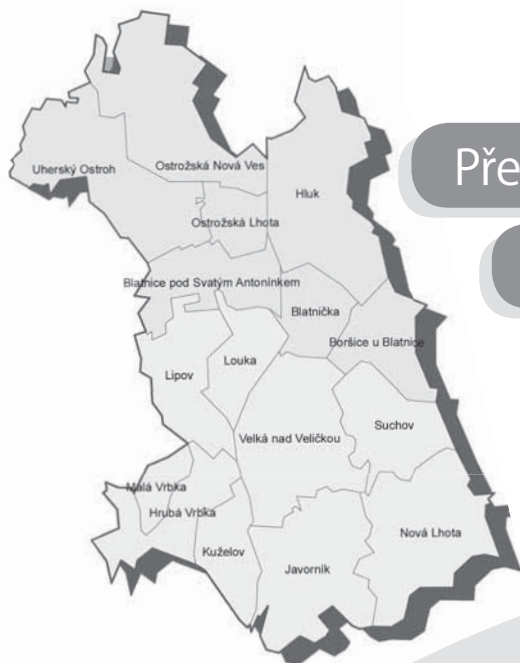 Uherský Ostroh
Ostrožská Nová Ves
Hluk
Ostrožská Lhota
Blatnice pod Svatým Antonínkem
Blatnička
Boršice u Blatnice
Lipov
Louka
Velká nad Veličkou
Suchov
Malá Vrbka
Hrubá Vrbka
Kuželov
Javorník
Nová Lhota
Pře